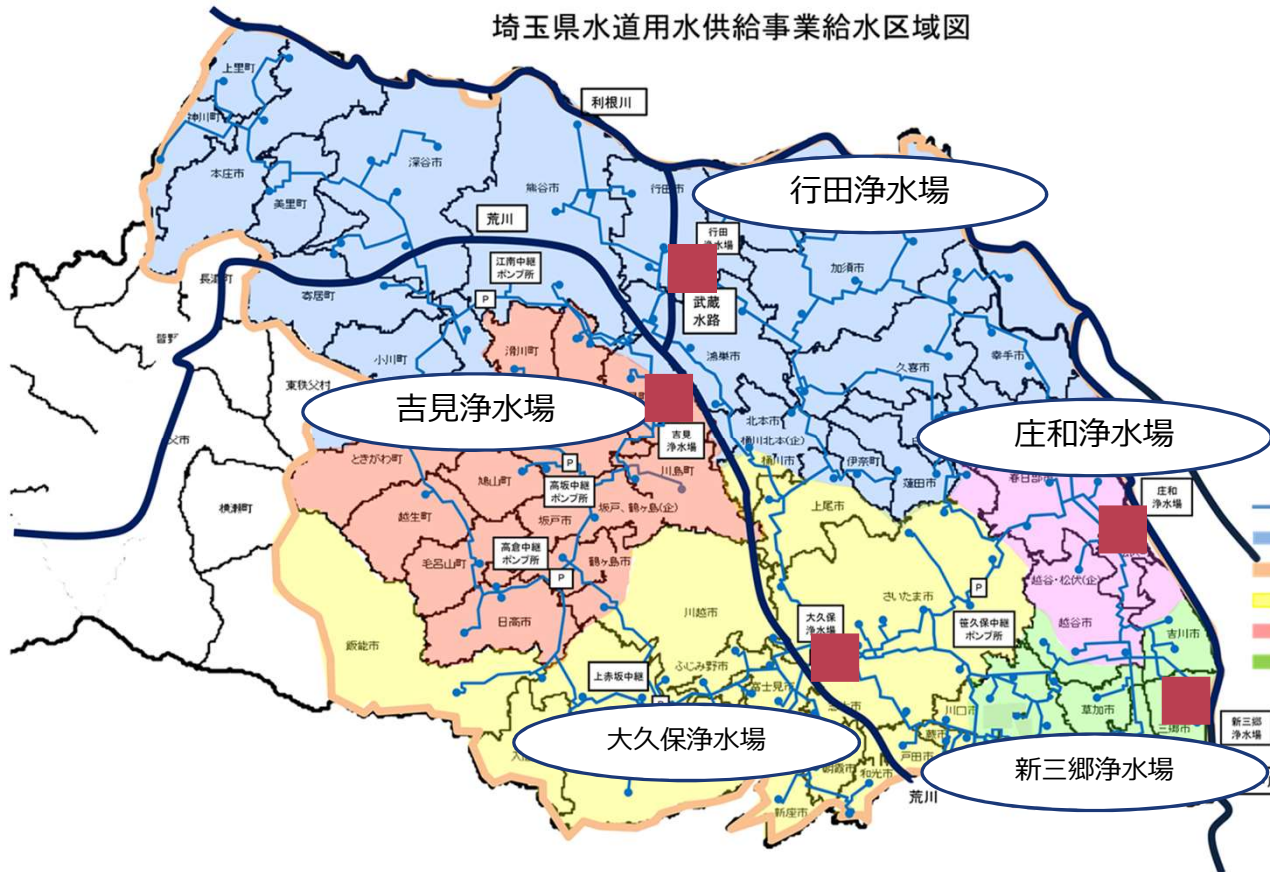 埼玉県水道用水供給事業給水区域図
上里町
利根川
神川町
本庄市
深谷市
美里町
熊谷市
行田市
行田浄水場
荒川
行田
浄水場
江南中継
ポンプ所
加須市
長瀞町
寄居町
武蔵
水路
皆野
小川町
滑川町
鴻巣市
久喜市
幸手市
東秩父村
吉見浄水場
北本市
吉見
浄水場
桶川北本(企)
桶川市
伊奈町
蓮田市
庄和浄水場
春日部市
庄和
浄水場
父市
横瀬町
ときがわ町
鳩山町
高坂中継
ポンプ所
P
川島町
坂戸、鶴ヶ島(企)
坂戸市
越生町
上尾市
高倉中継
ポンプ所
P
鶴ヶ島市
毛呂山町
日高市
川越市
さいたま市
P
笹久保中継
ポンプ所
越谷・松伏(企)
越谷市
吉川市
大久保
浄水場
飯能市
ふじみ野市
富士見市
上赤坂中継
P
P
大久保浄水場
川口市
蕨市
戸田市
草加市
三郷市
新三郷
浄水場
新三郷浄水場
朝霞市
和光市
新座市
荒川